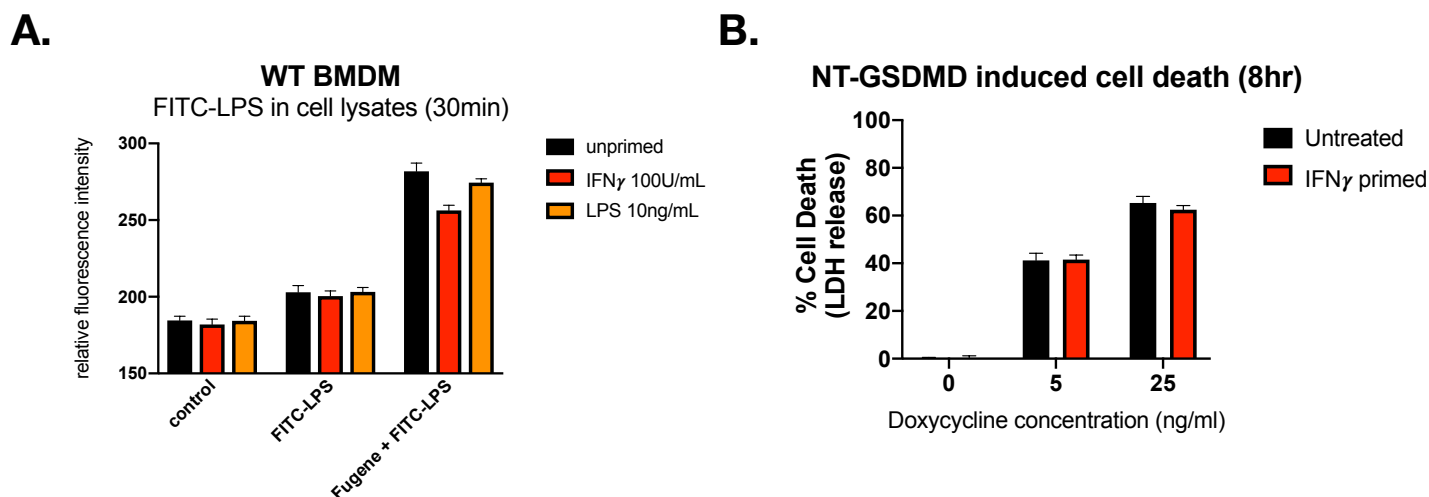 A.
WT BMDM
FITC-LPS in cell lysates (30min)
relative fluorescence intensity
300
250
200
150
control
FITC-LPS
Fugene + FITC-LPS
unprimed
IFNγ 100U/mL
LPS 10ng/mL
B.
NT-GSDMD induced cell death (8hr)
% Cell Death
(LDH release)
100
80
60
40
20
0
0 5 25
Doxycycline concentration (ng/ml)
Untreated
IFNγ primed